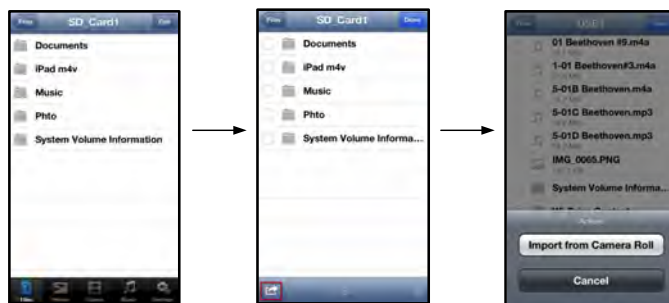 SD_Card1
Edit
Documents
iPad m4v
Music
Phto
System Volume Information
SD_Card1
Done
Documents
iPad m4v
Music
Phto
System Volume Informa...
USB1
01 Beethoven #9.m4a
1-01 Beethoven#3.m4a
5-01B Beethoven.m4a
5-01C Beethoven.mp3
5-01D Beethoven.mp3
IMG_0065.PNG
System Volume Informa...
Import from Camera Roll
Cancel